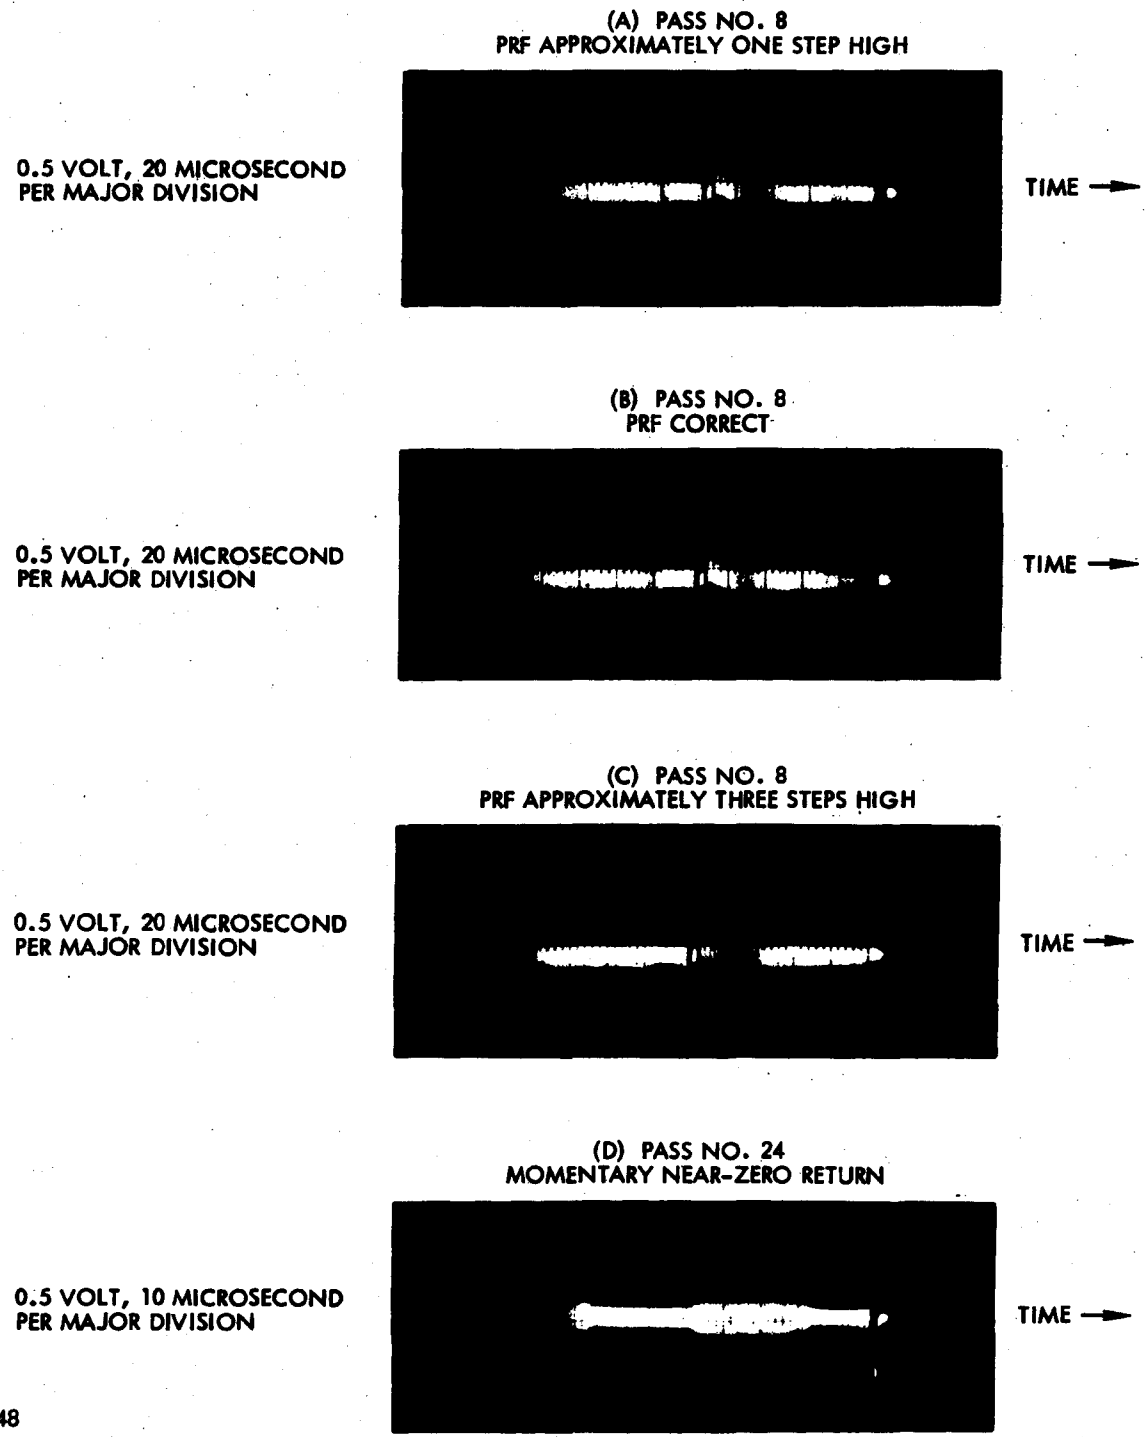 (A) PASS NO. 8
PRF APPROXIMATELY ONE STEP HIGH
0.5 VOLT, 20 MICROSECOND
PER MAJOR DIVISION
TIME
(B) PASS NO. 8
PRF CORRECT
0.5 VOLT, 20 MICROSECOND
PER MAJOR DIVISION
TIME
(C) PASS NO. 8
PRF APPROXIMATELY THREE STEPS HIGH
0.5 VOLT, 20 MICROSECOND
PER MAJOR DIVISION
TIME
(D) PASS NO. 24
MOMENTARY NEAR-ZERO RETURN
0.5 VOLT, 10 MICROSECOND
PER MAJOR DIVISION
TIME
48